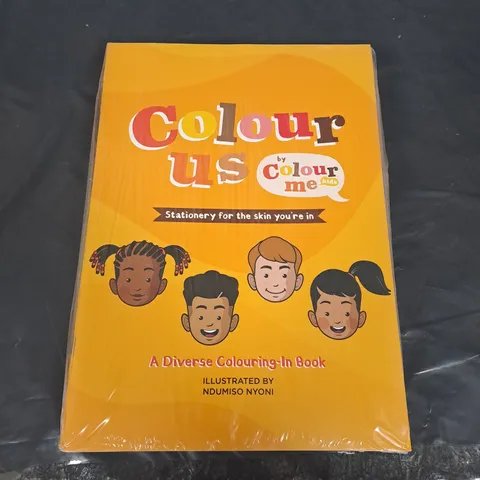 Colour
us
by
Colour
me
kids
Stationery for the skin you're in
A Diverse Colouring-In Book
ILLUSTRATED BY
NDUMISO NYONI